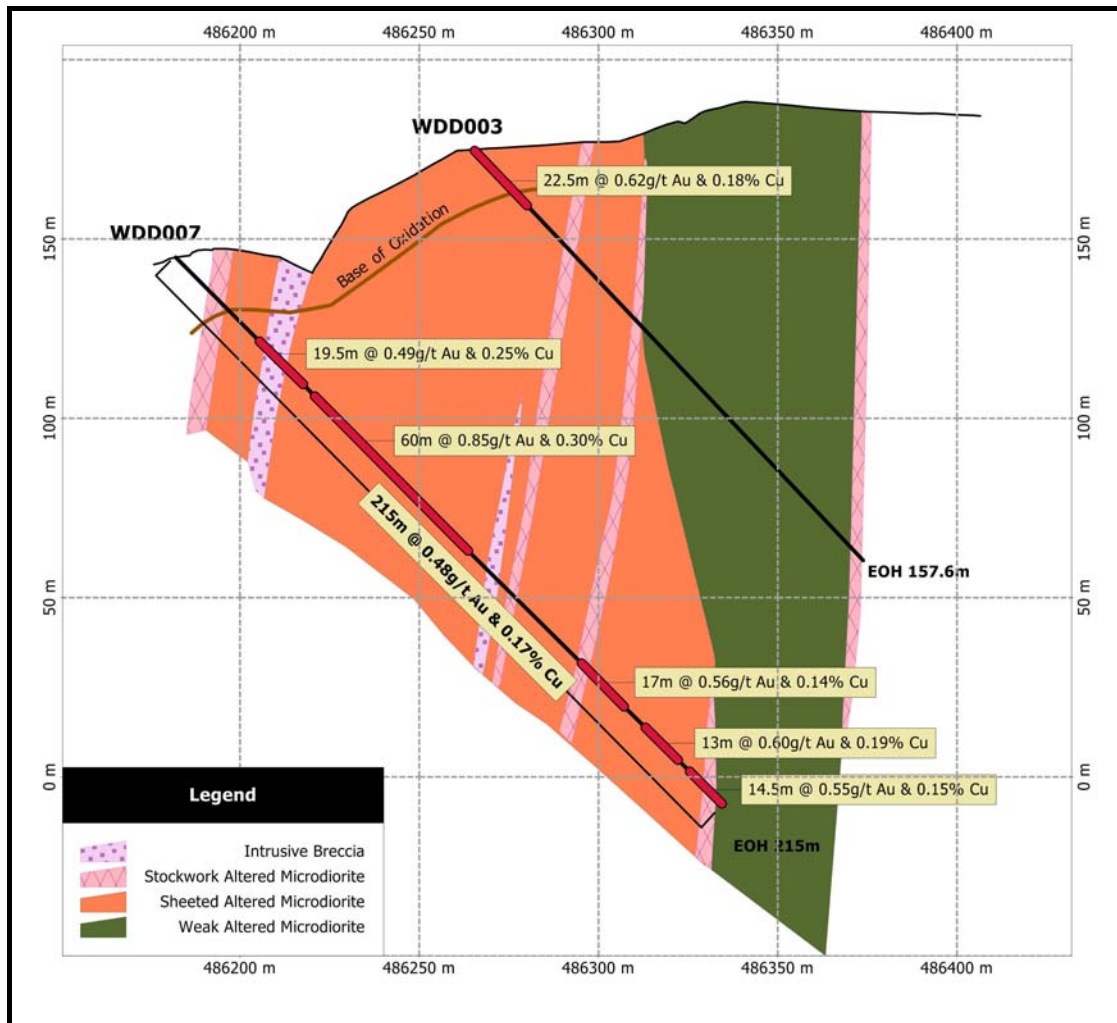 486200 m
486250 m
486300 m
486350 m
486400 m
WDD003
22.5m @ 0.62g/t Au & 0.18% Cu
WDD007
150 m
150 m
Base of Oxidation
19.5m @ 0.49g/t Au & 0.25% Cu
100 m
100 m
60m @ 0.85g/t Au & 0.30% Cu
215m @ 0.48g/t Au & 0.17% Cu
EOH 157.6m
50 m
50 m
17m @ 0.56g/t Au & 0.14% Cu
13m @ 0.60g/t Au & 0.19% Cu
0 m
0 m
14.5m @ 0.55g/t Au & 0.15% Cu
EOH 215m
Legend
Intrusive Breccia
Stockwork Altered Microdiorite
Sheeted Altered Microdiorite
Weak Altered Microdiorite
486200 m
486250 m
486300 m
486350 m
486400 m